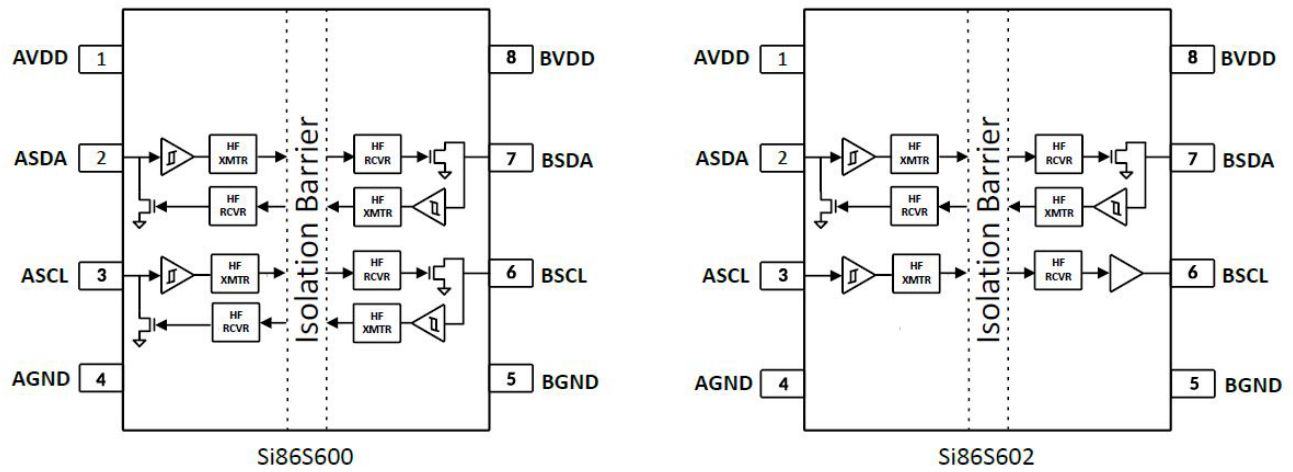 AVDD 1
8 BVDD
ASDA 2
HF XMTR
HF RCVR
7 BSDA
HF RCVR
HF XMTR
Isolation Barrier
ASCL 3
HF XMTR
HF RCVR
6 BSCL
HF RCVR
HF XMTR
AGND 4
5 BGND
Si86S600
AVDD 1
8 BVDD
ASDA 2
HF XMTR
HF RCVR
7 BSDA
HF RCVR
HF XMTR
Isolation Barrier
ASCL 3
HF XMTR
HF RCVR
6 BSCL
AGND 4
5 BGND
Si86S602